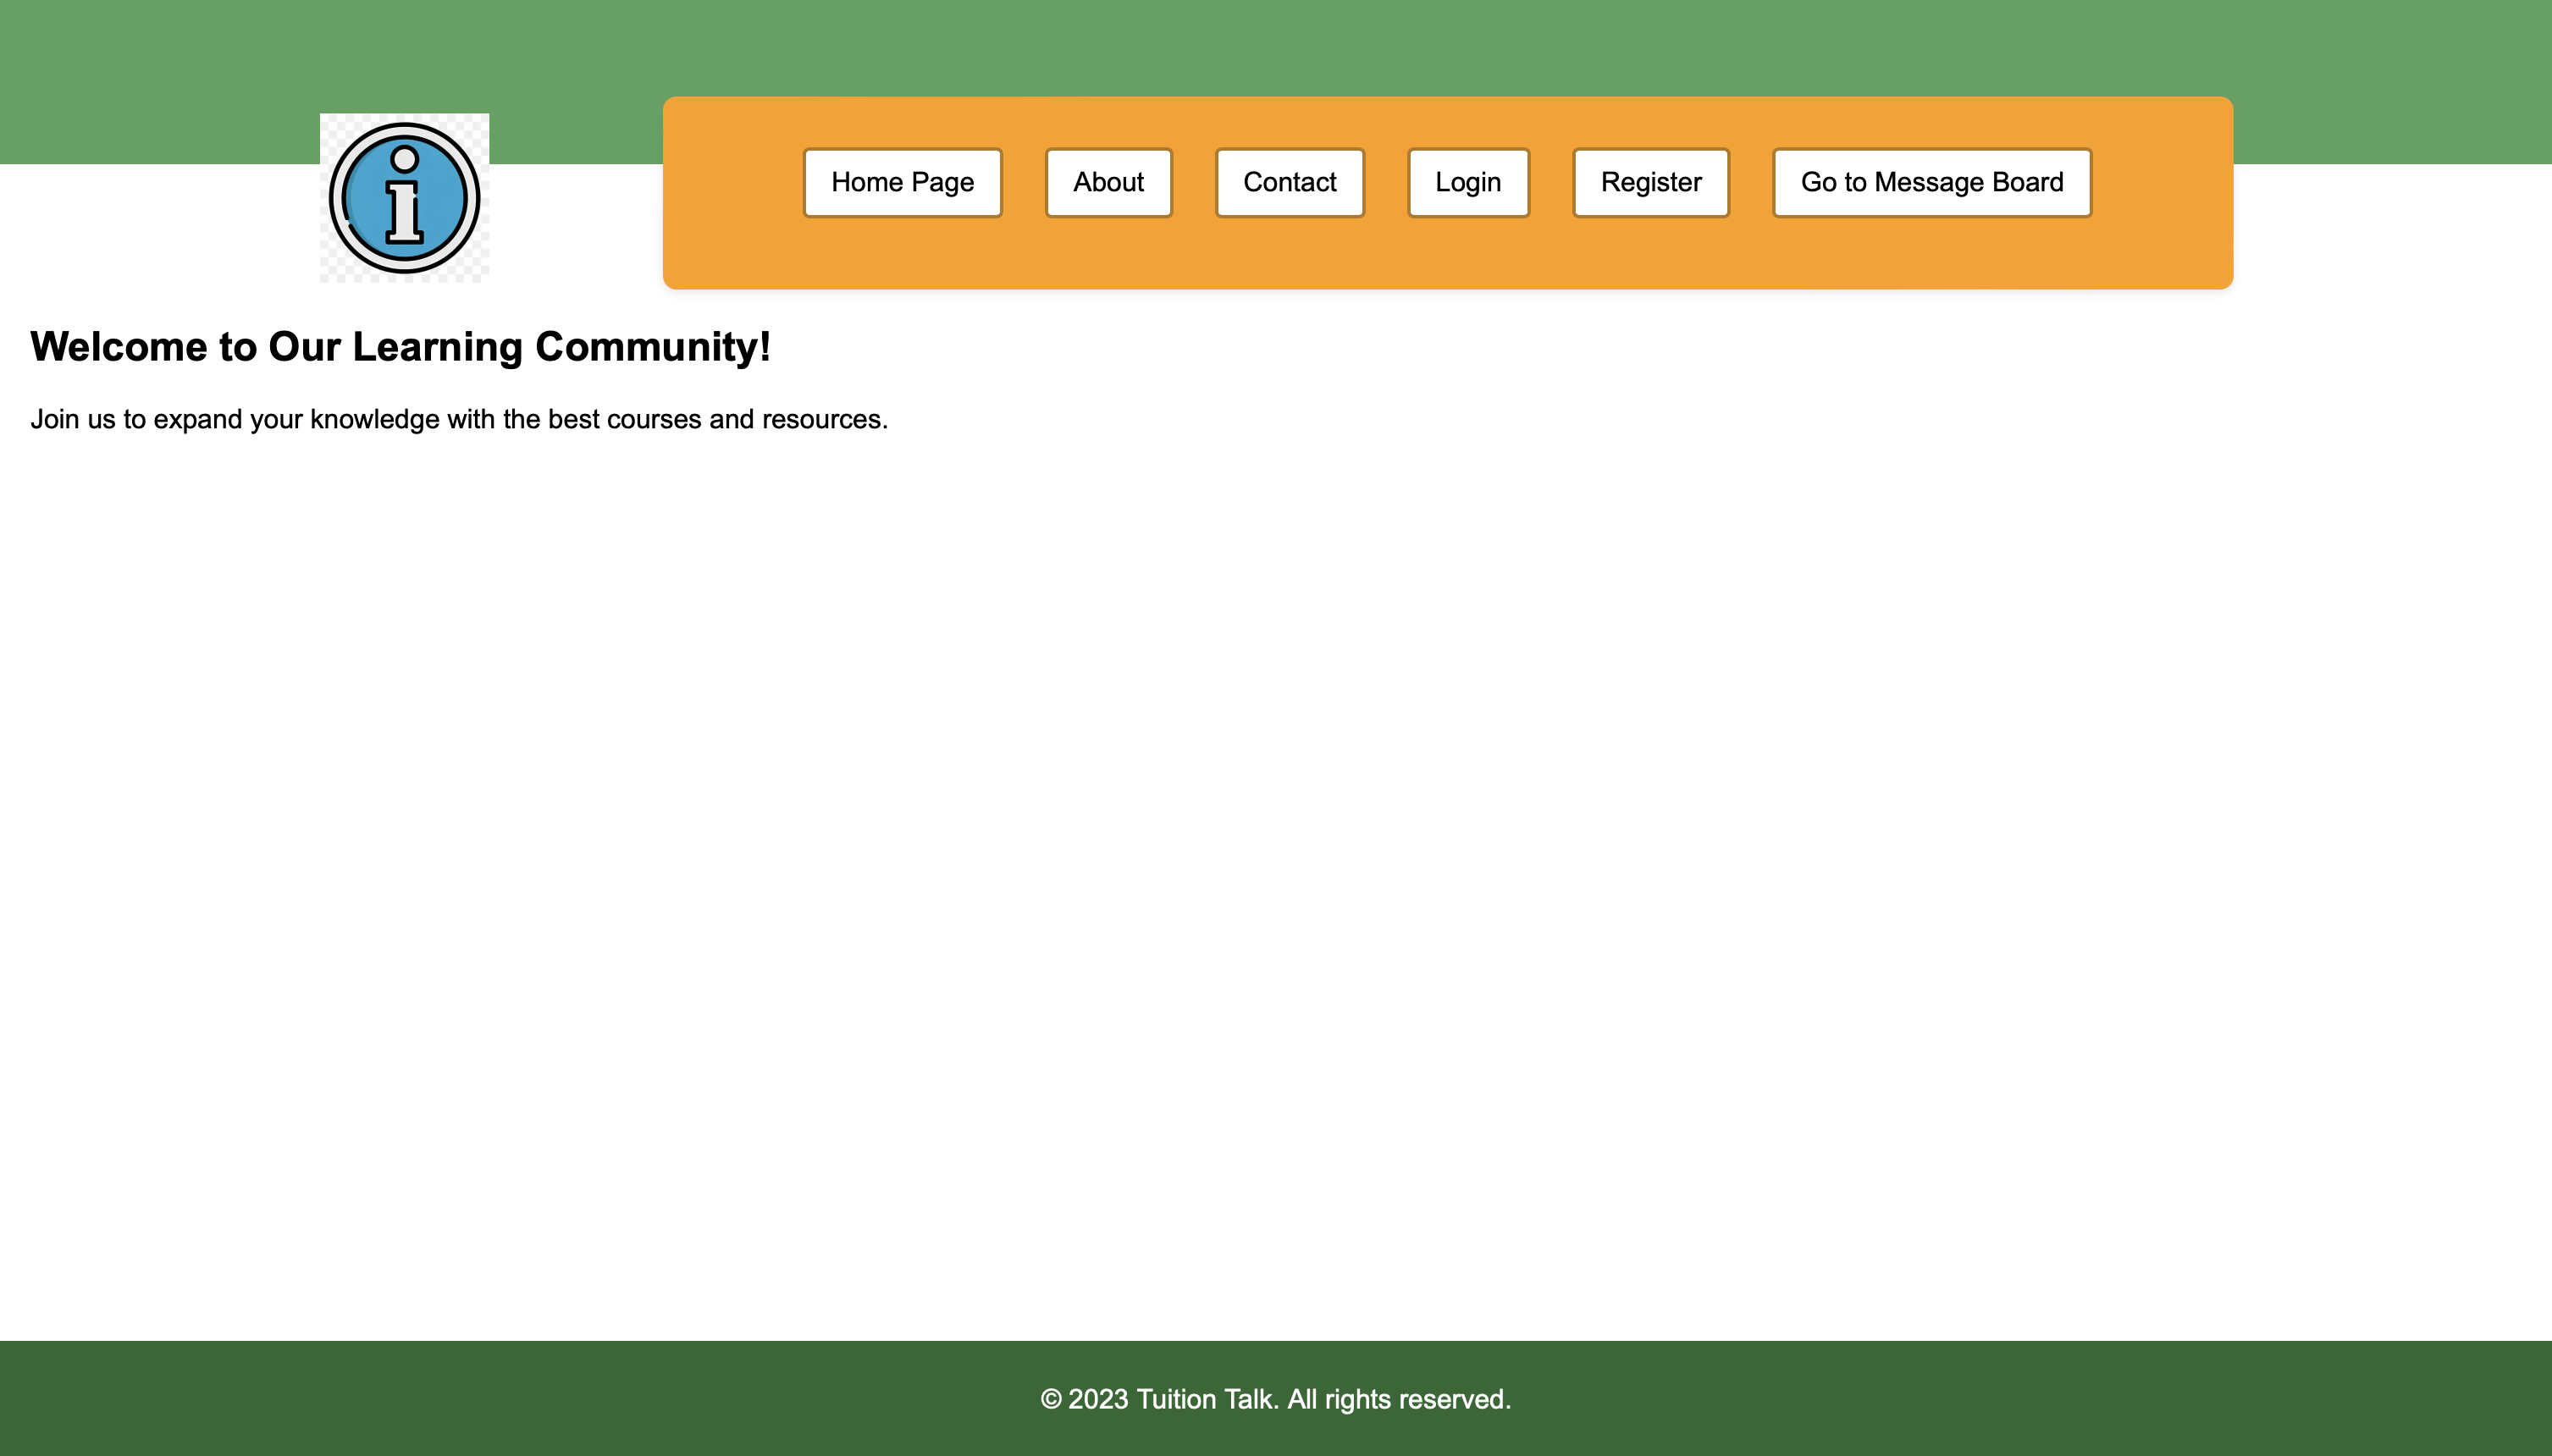 Home Page
About
Contact
Login
Register
Go to Message Board
Welcome to Our Learning Community!
Join us to expand your knowledge with the best courses and resources.
© 2023 Tuition Talk. All rights reserved.